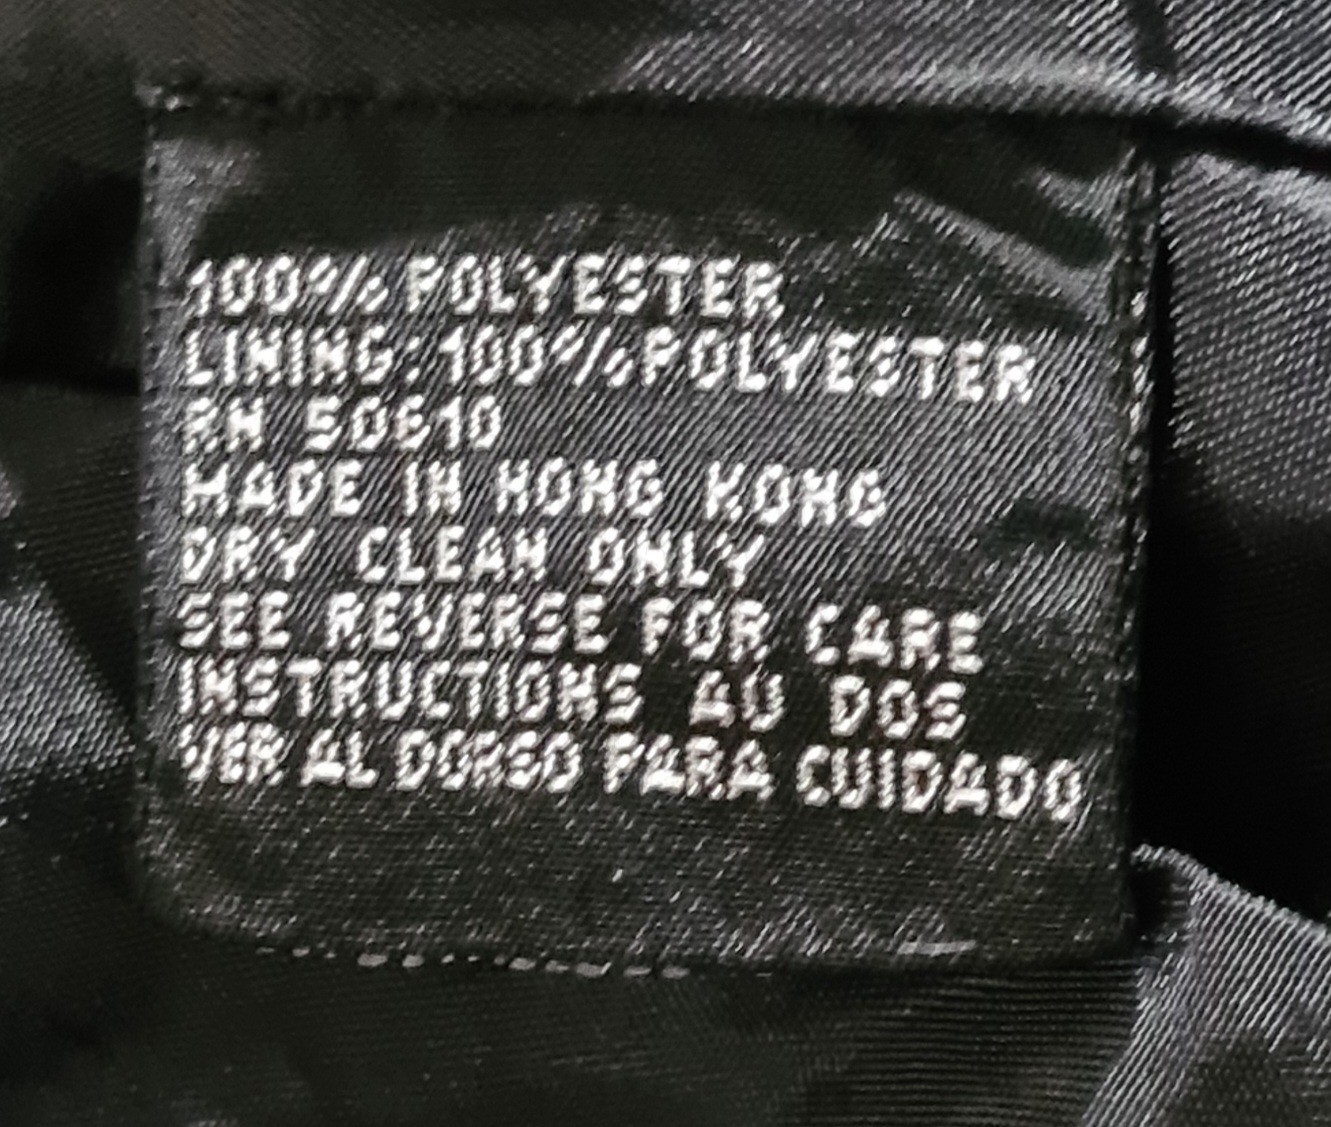 100% POLYESTER
LINING: 100% POLYESTER
RN 50610
MADE IN HONG KONG
DRY CLEAN ONLY
SEE REVERSE FOR CARE
INSTRUCTIONS AU DOS
VER AL DORSO PARA CUIDADO